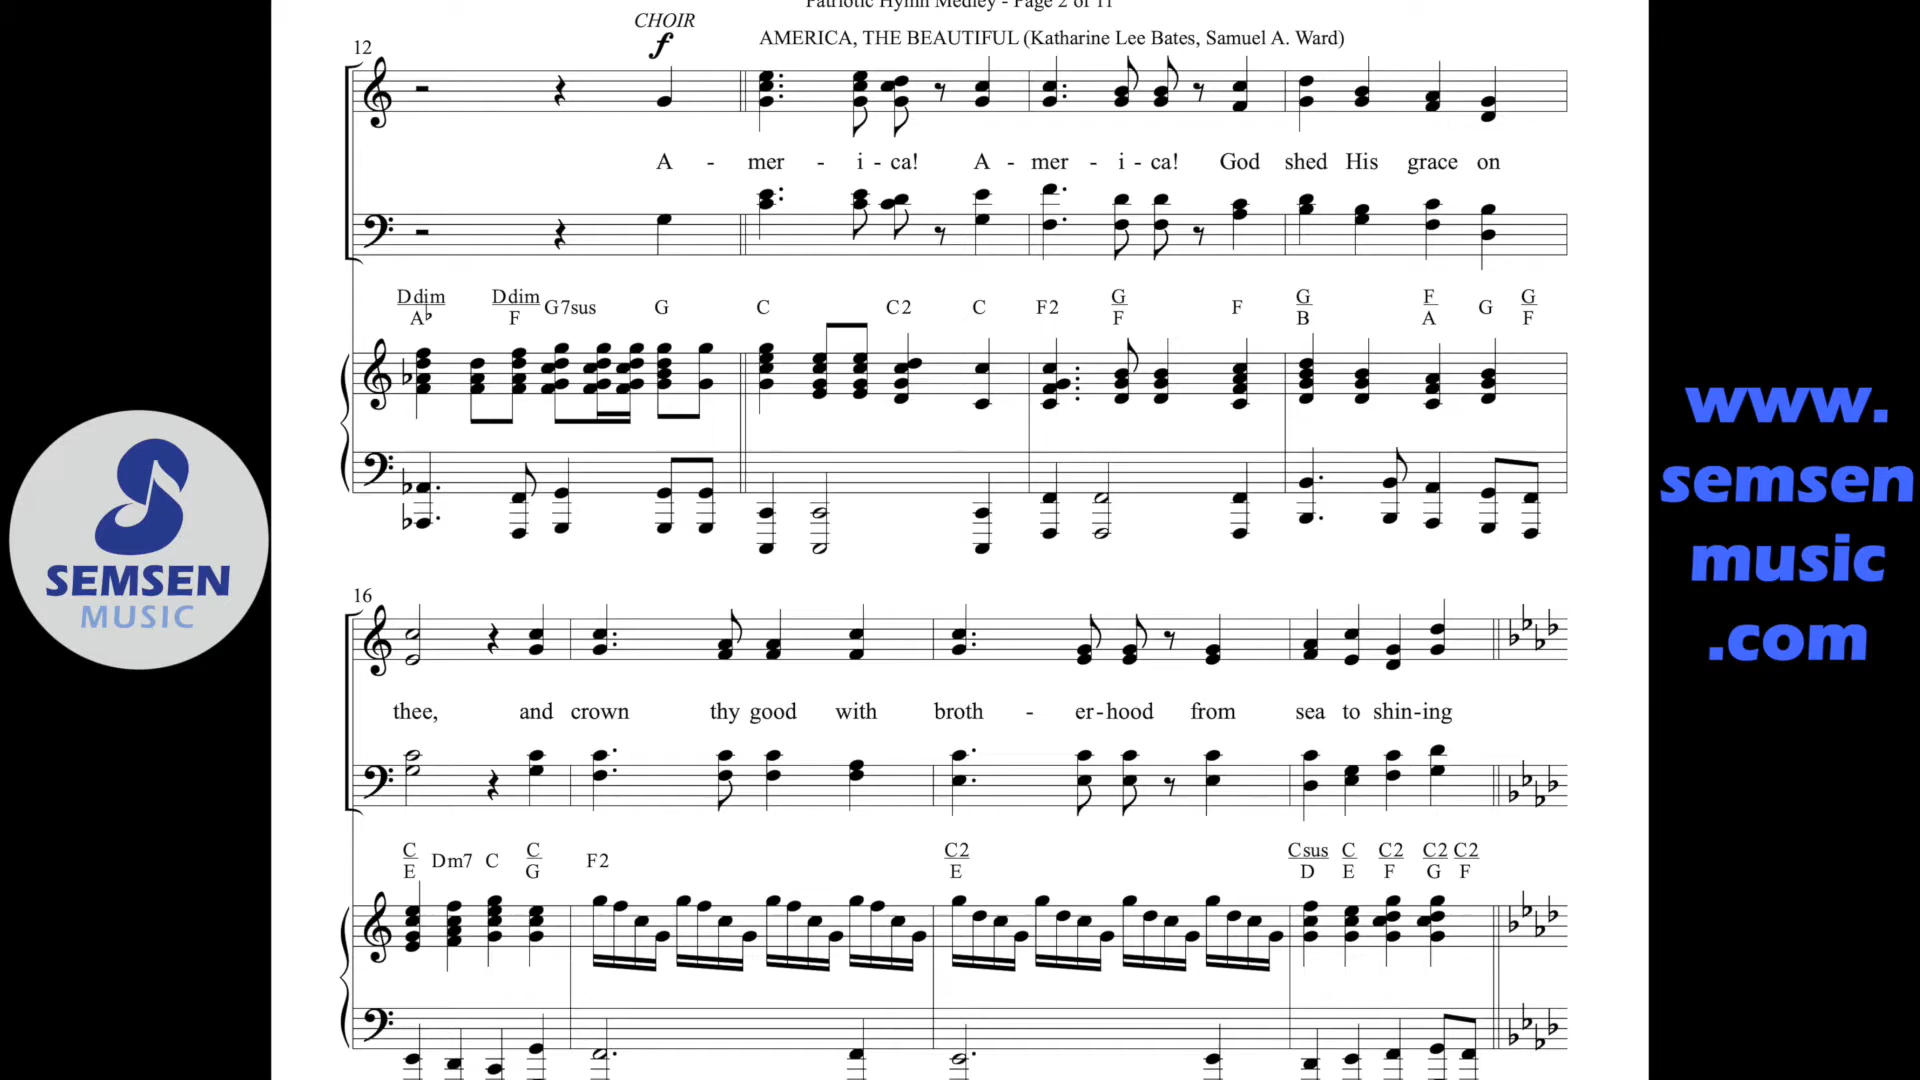 Patriotic Hymn Medley - Page 2 of 11
CHOIR
f
AMERICA, THE BEAUTIFUL (Katharine Lee Bates, Samuel A. Ward)
12
A - mer - i - ca! A - mer - i - ca! God shed His grace on
Ddim/A♭ Ddim/F G7sus G C C2 C F2 G/F F G/B F/A G G/F
16
thee, and crown thy good with broth - er-hood from sea to shin-ing
C/E Dm7 C C/G F2 C2/E Csus/D C/E C2/F C2/G C2/F
SEMSEN
MUSIC
www.
semsen
music
.com